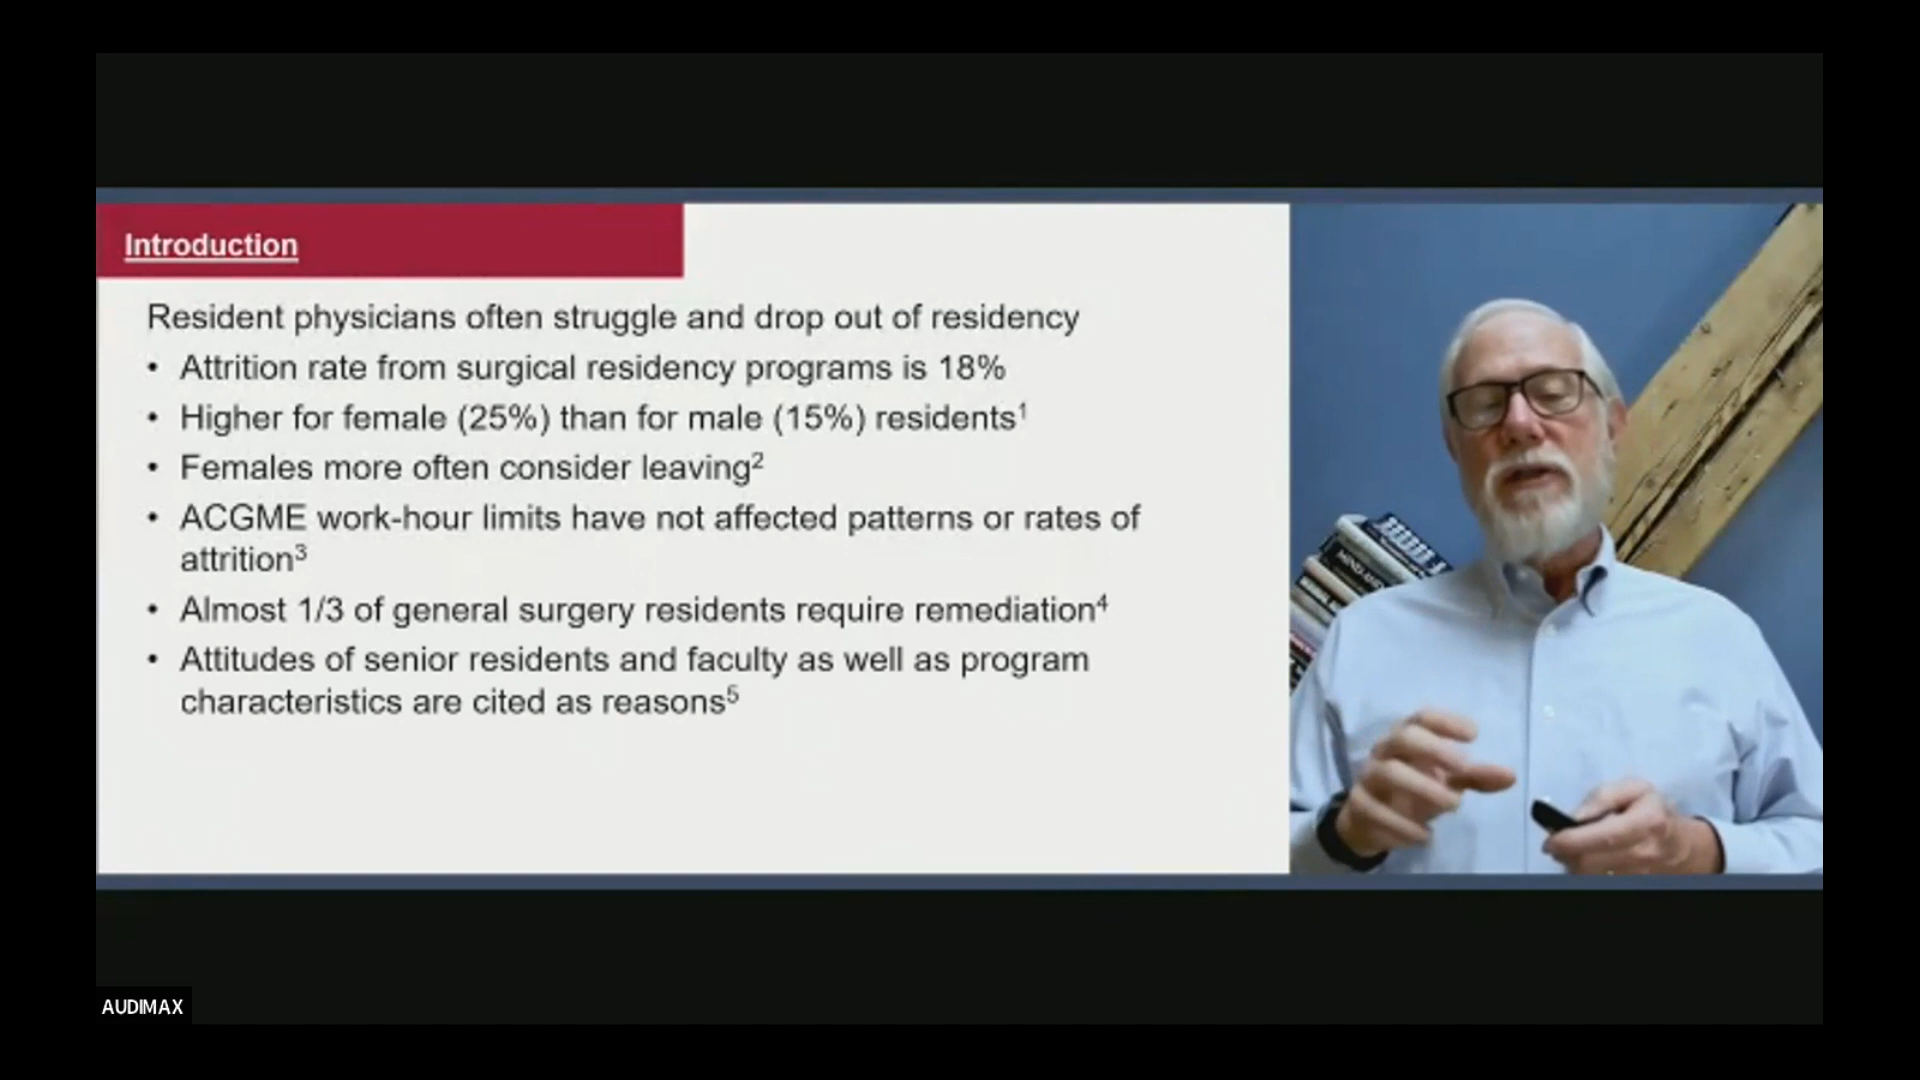 Introduction
Resident physicians often struggle and drop out of residency
• Attrition rate from surgical residency programs is 18%
• Higher for female (25%) than for male (15%) residents¹
• Females more often consider leaving²
• ACGME work-hour limits have not affected patterns or rates of
attrition³
• Almost 1/3 of general surgery residents require remediation⁴
• Attitudes of senior residents and faculty as well as program
characteristics are cited as reasons⁵
AUDIMAX